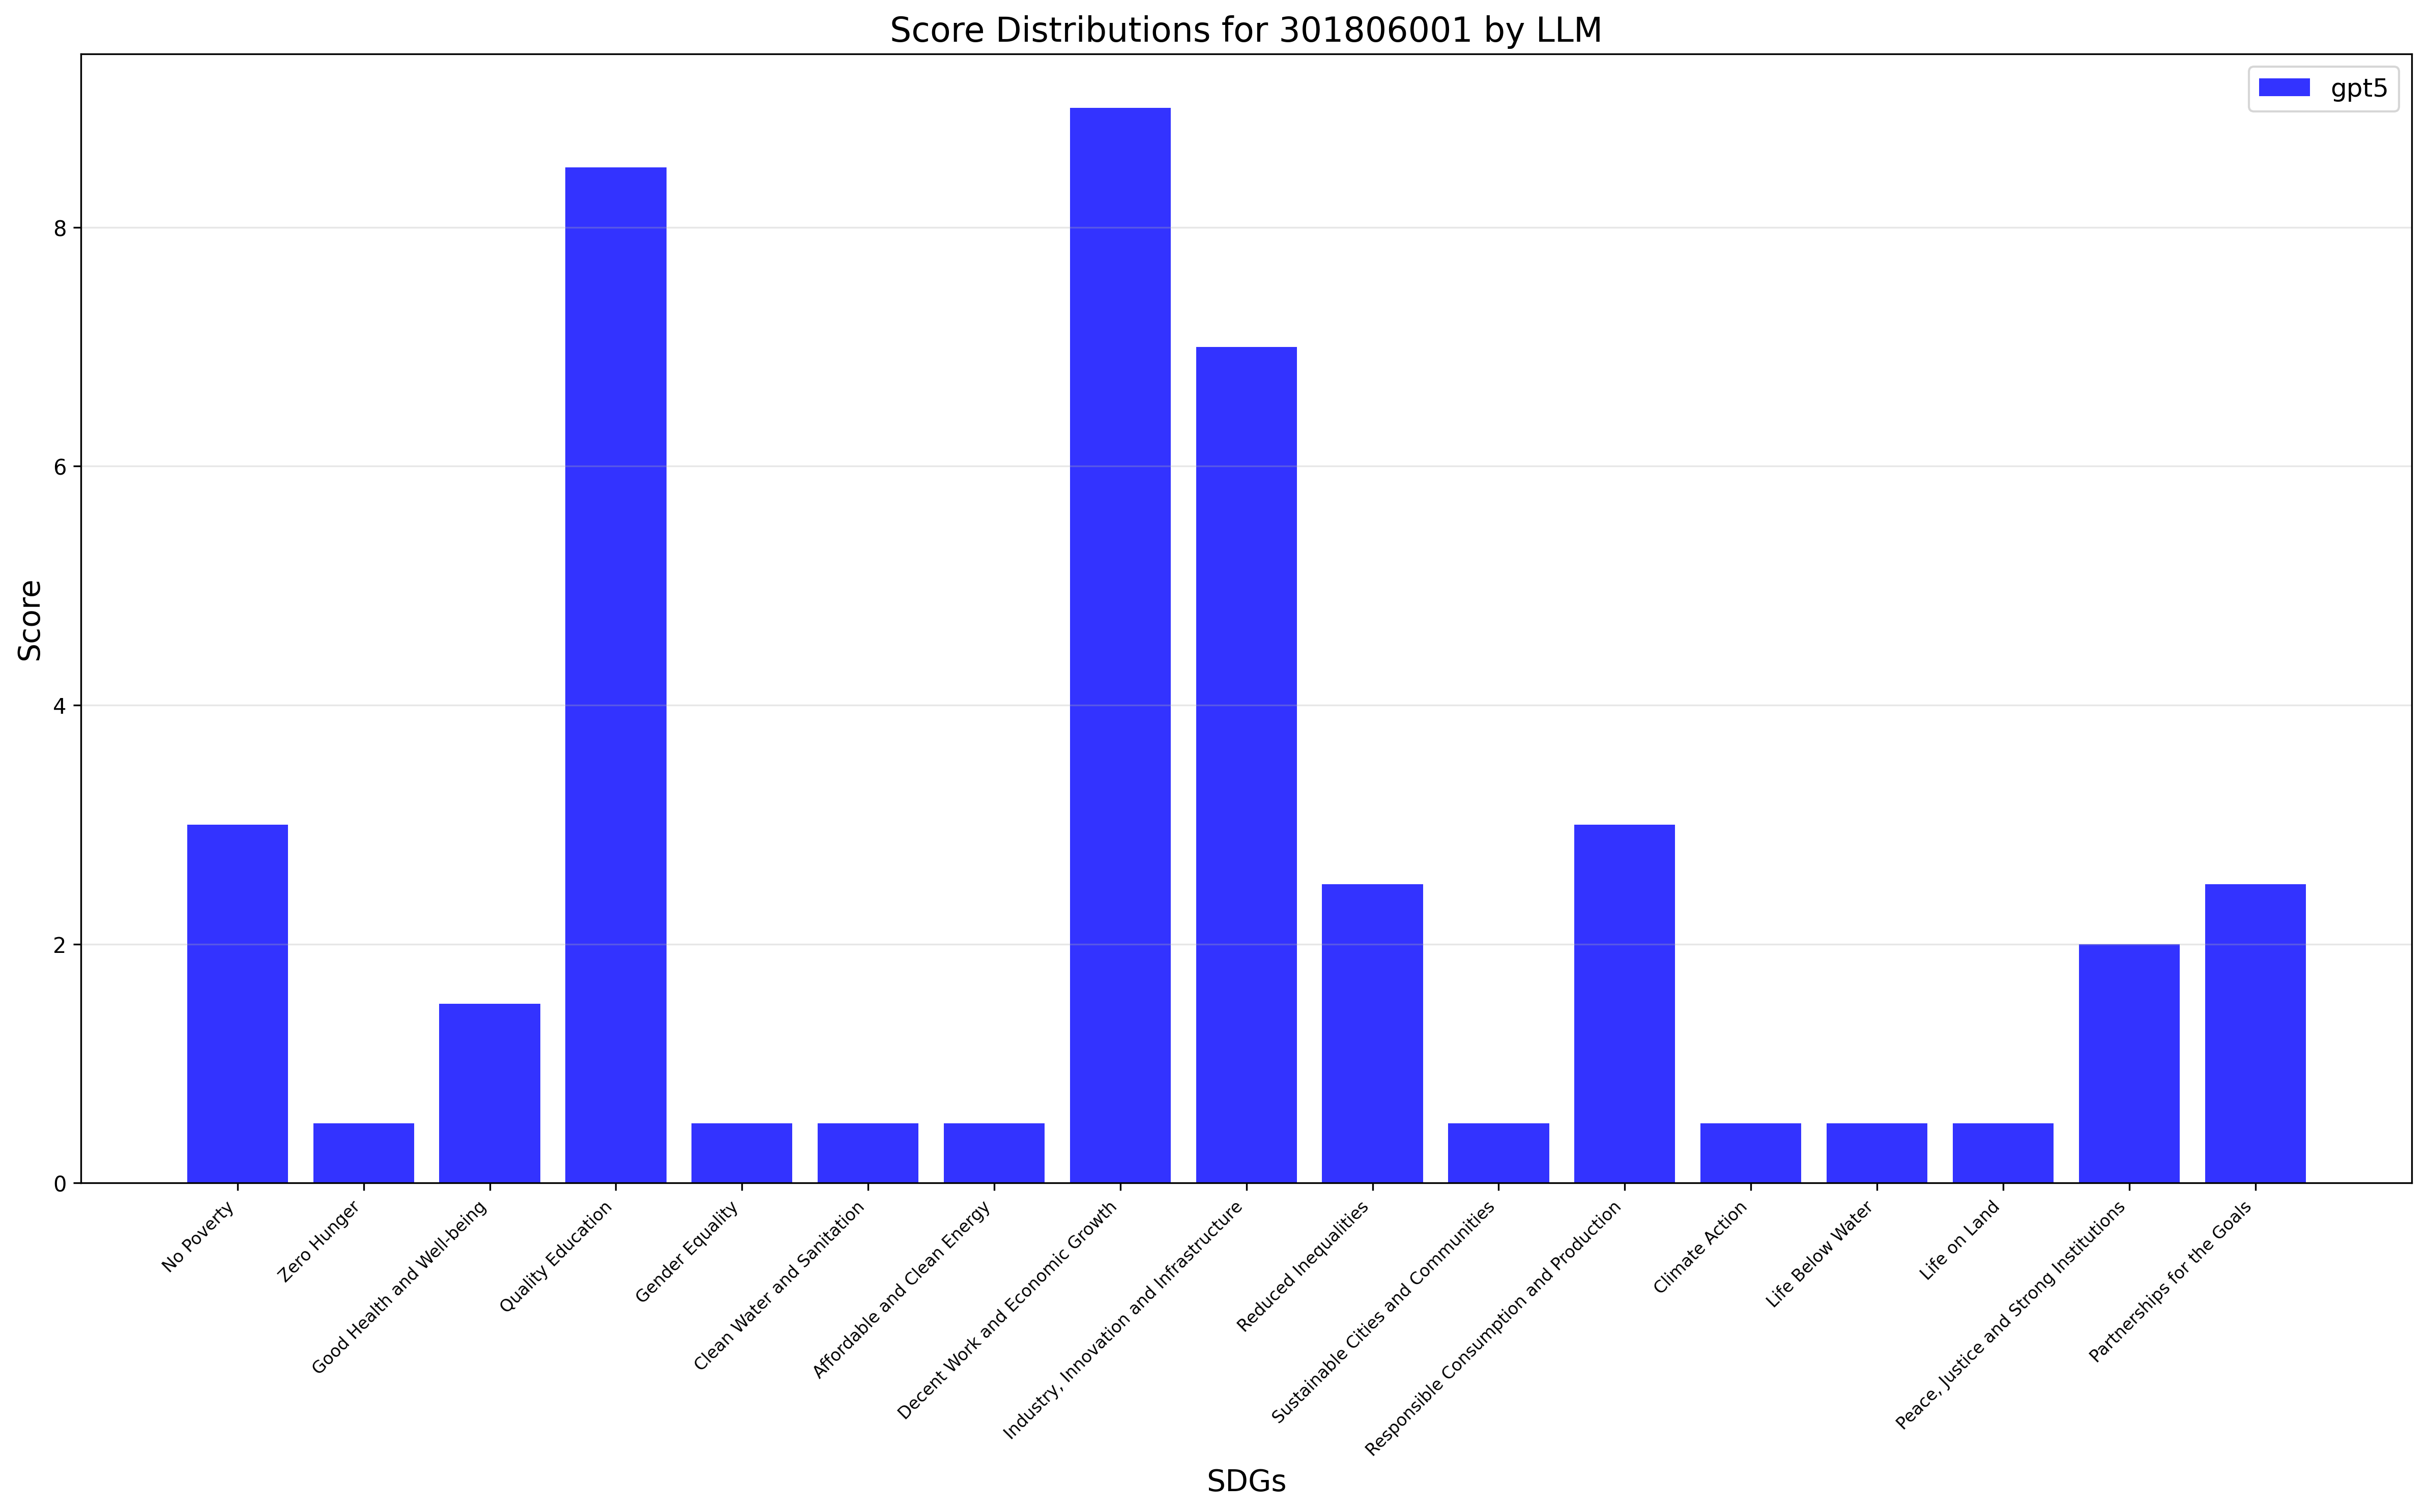 Score Distributions for 301806001 by LLM
gpt5
Score
8
6
4
2
0
No Poverty
Zero Hunger
Good Health and Well-being
Quality Education
Gender Equality
Clean Water and Sanitation
Affordable and Clean Energy
Decent Work and Economic Growth
Industry, Innovation and Infrastructure
Reduced Inequalities
Sustainable Cities and Communities
Responsible Consumption and Production
Climate Action
Life Below Water
Life on Land
Peace, Justice and Strong Institutions
Partnerships for the Goals
SDGs